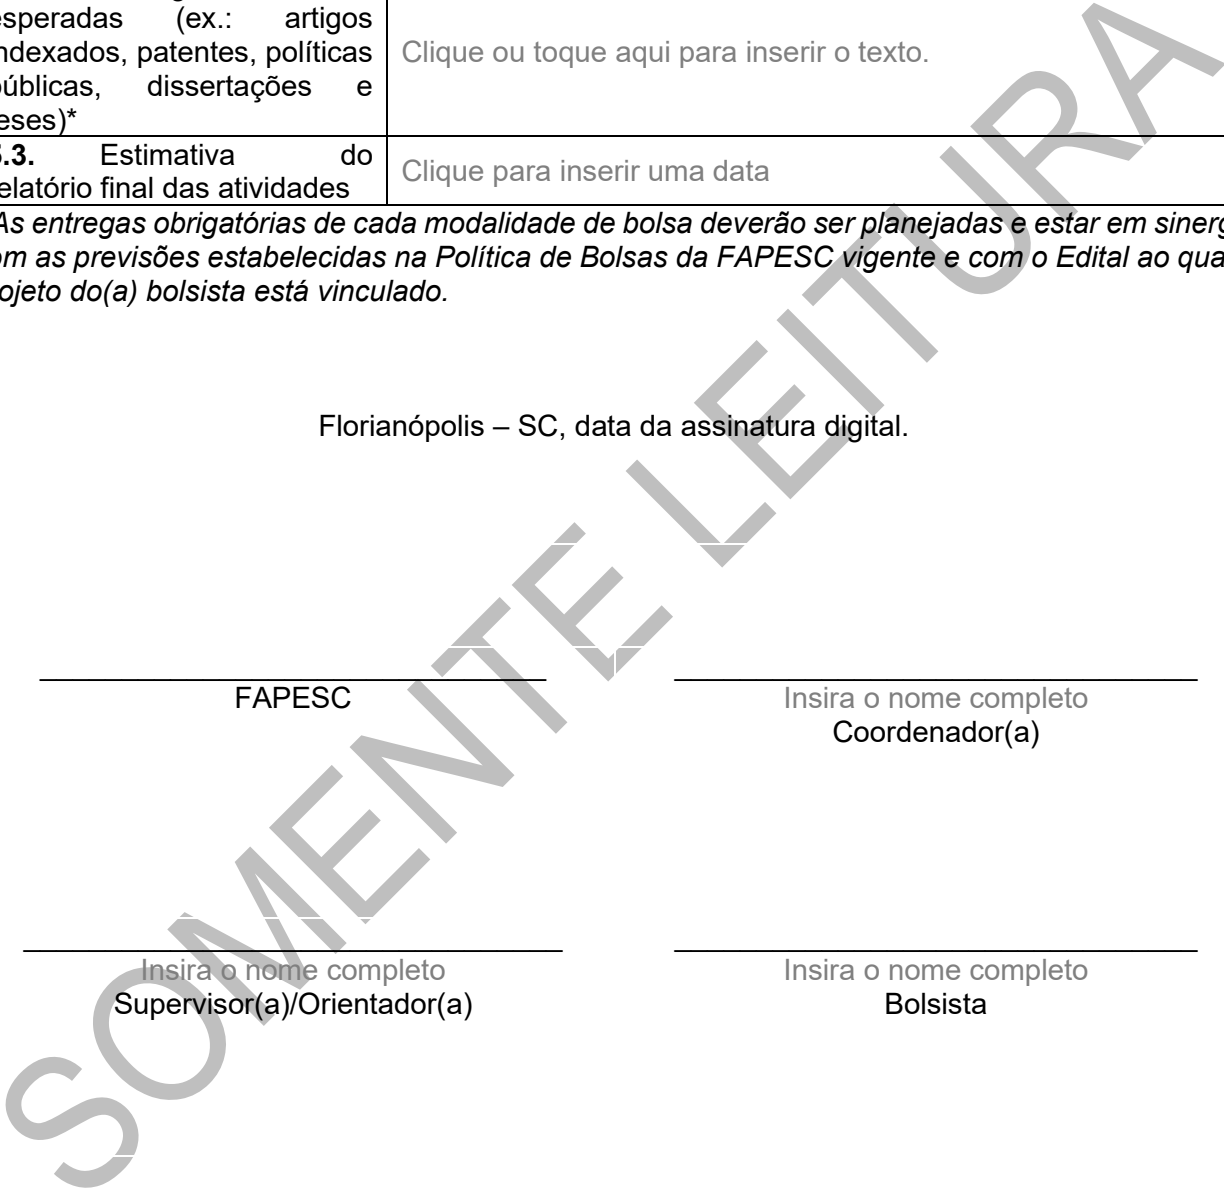 esperadas (ex.: artigos
ndexados, patentes, políticas
públicas, dissertações e
eses)*
Clique ou toque aqui para inserir o texto.
5.3. Estimativa do
elatório final das atividades
Clique para inserir uma data
As entregas obrigatórias de cada modalidade de bolsa deverão ser planejadas e estar em sinerg
om as previsões estabelecidas na Política de Bolsas da FAPESC vigente e com o Edital ao qua
ojeto do(a) bolsista está vinculado.
Florianópolis – SC, data da assinatura digital.
FAPESC
Insira o nome completo
Coordenador(a)
Insira o nome completo
Supervisor(a)/Orientador(a)
Insira o nome completo
Bolsista
SOMENTE LEITURA